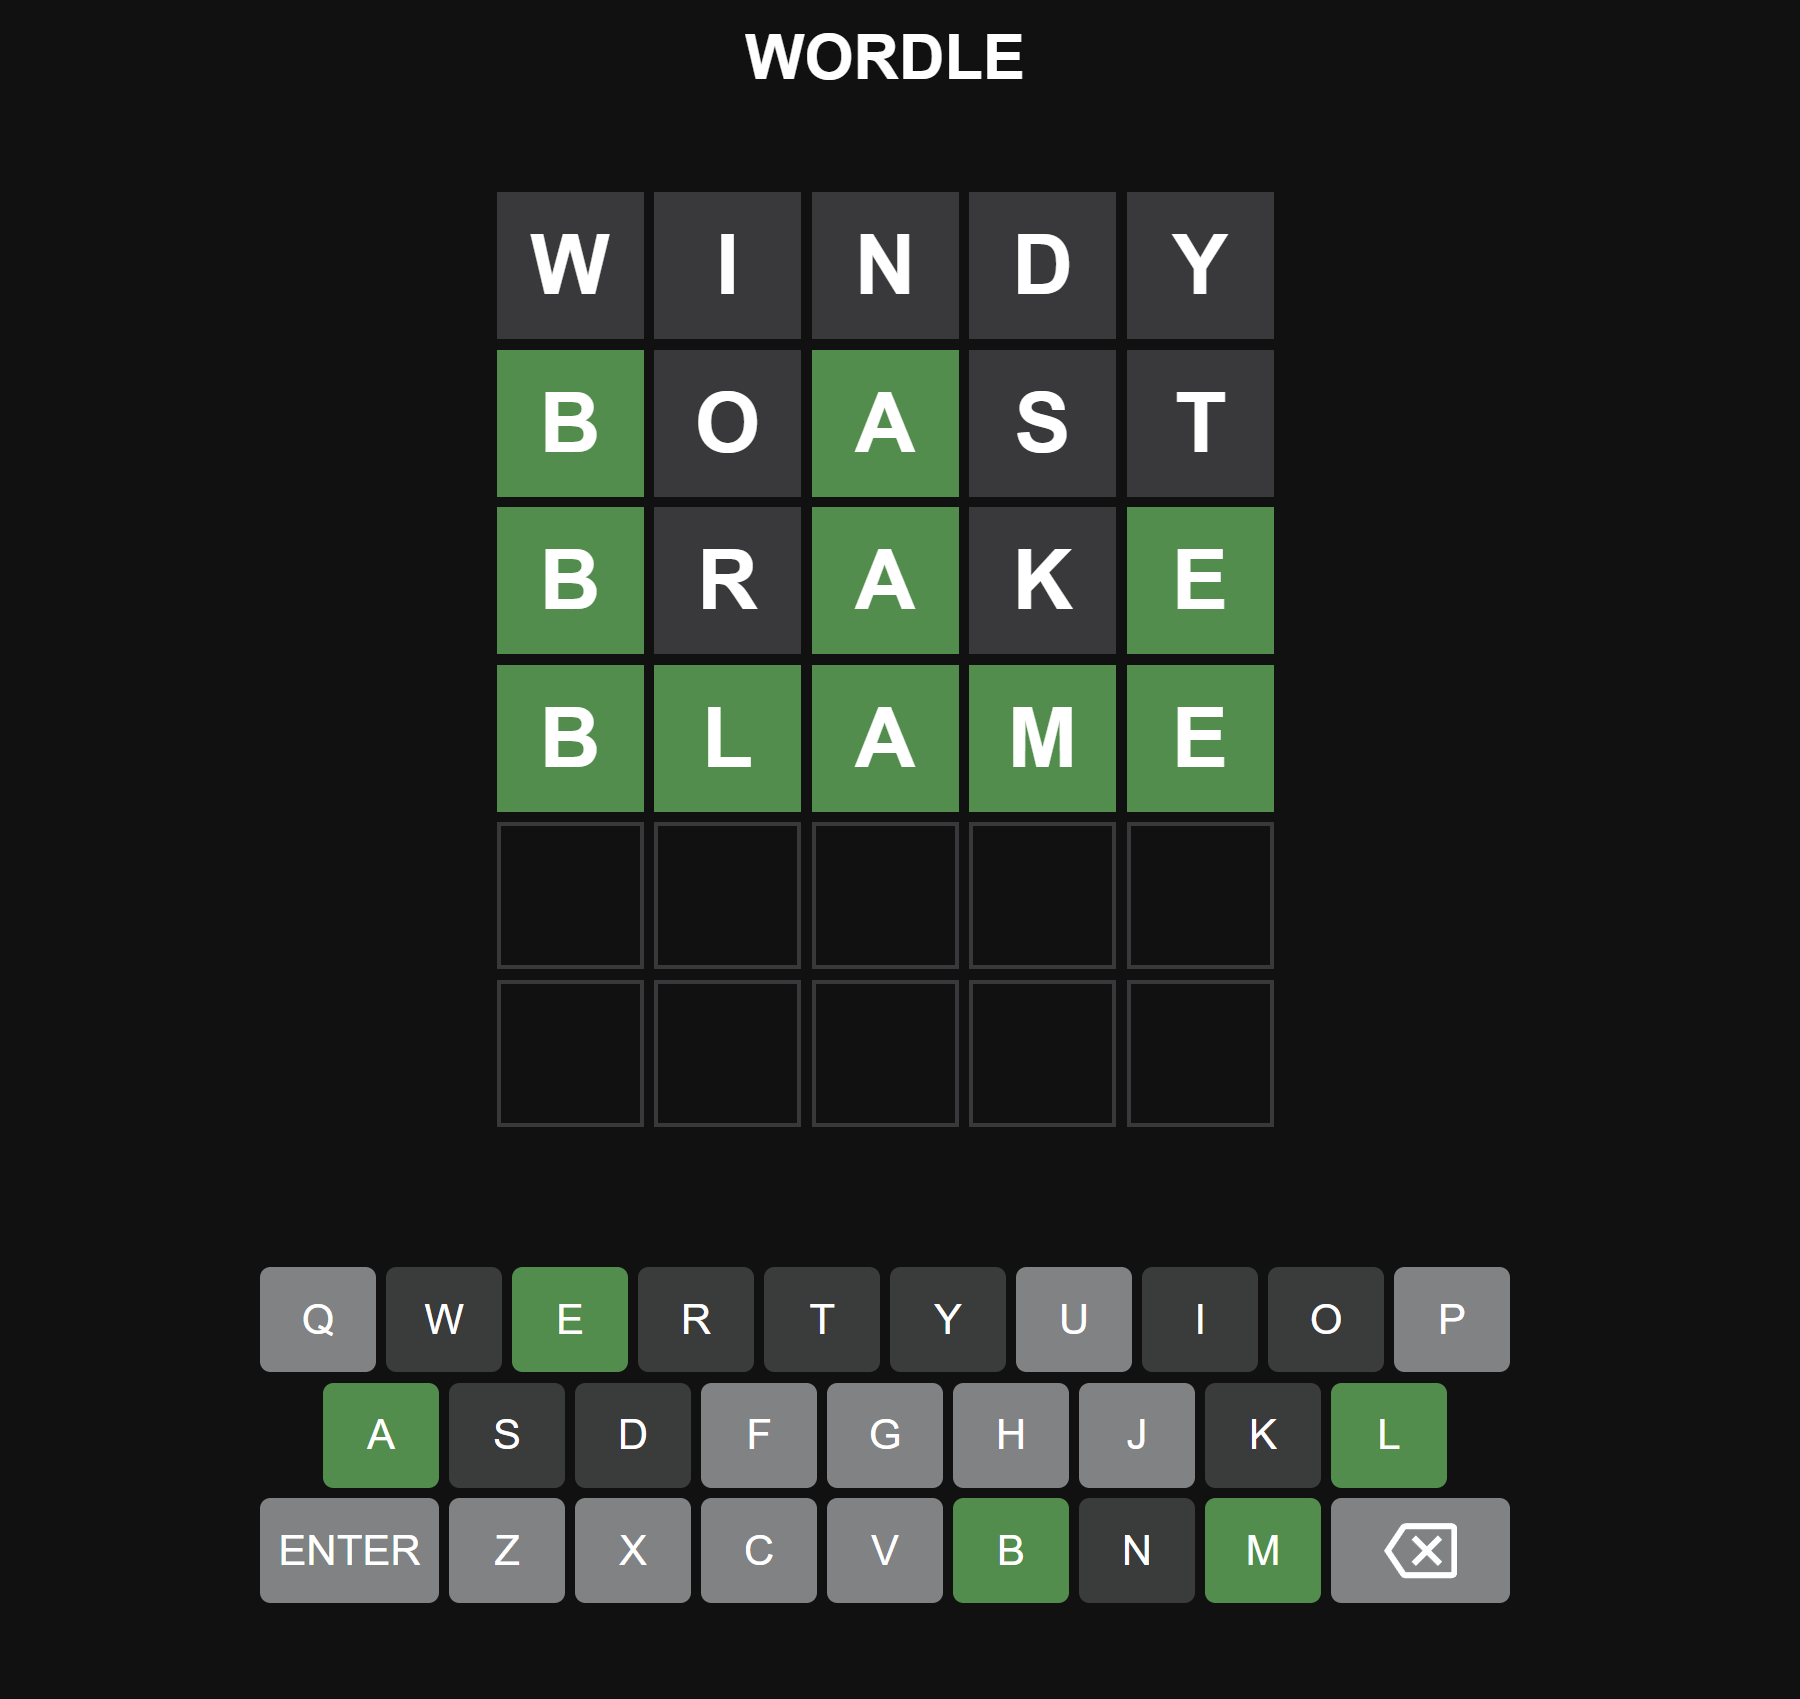 WORDLE
W I N D Y
B O A S T
B R A K E
B L A M E
Q W E R T Y U I O P
A S D F G H J K L
ENTER Z X C V B N M